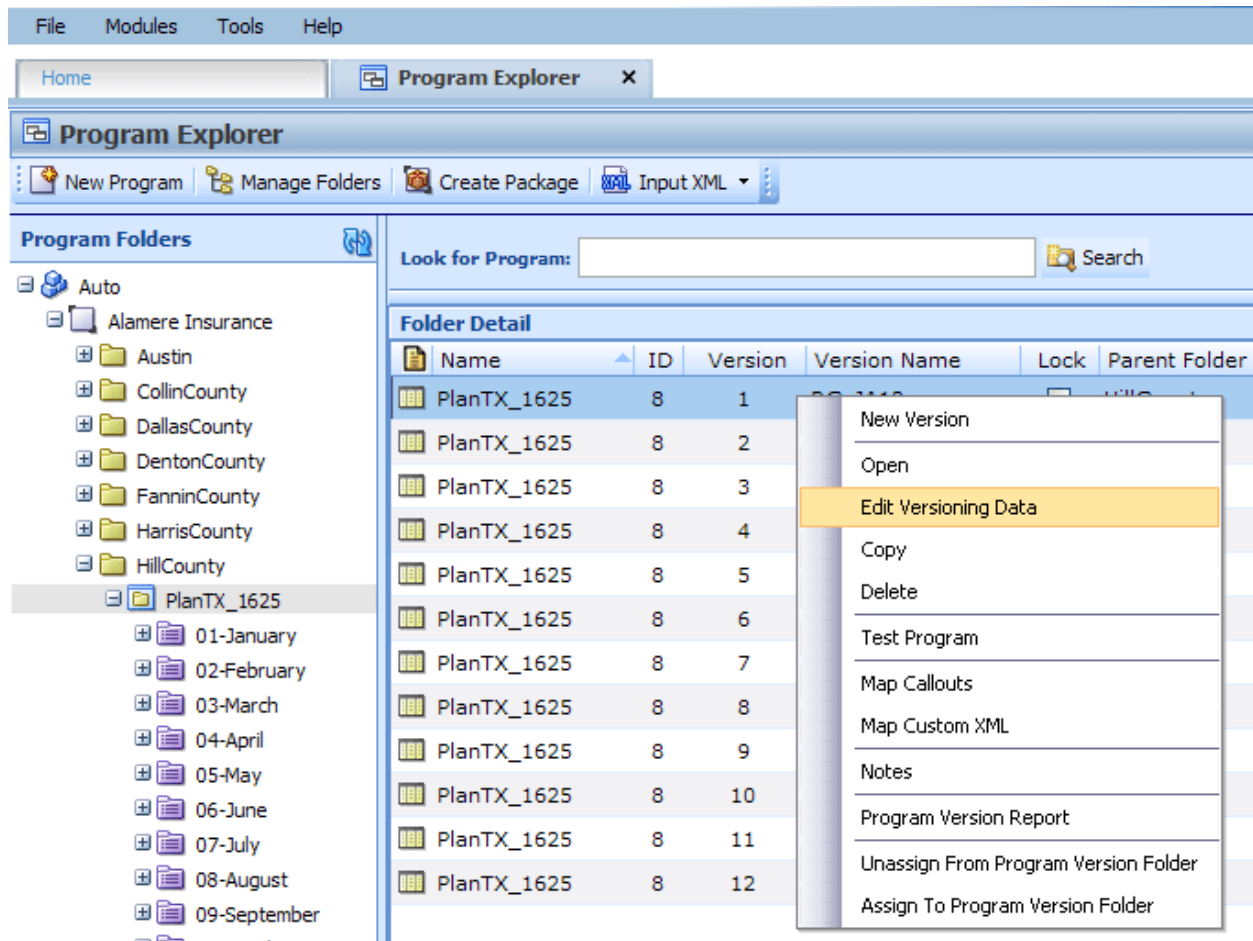 File Modules Tools Help
Home Program Explorer
Program Explorer
New Program Manage Folders Create Package XML Input XML
Program Folders
Auto
Alamere Insurance
Austin
CollinCounty
DallasCounty
DentonCounty
FanninCounty
HarrisCounty
HillCounty
PlanTX_1625
01-January
02-February
03-March
04-April
05-May
06-June
07-July
08-August
09-September
Look for Program: Search
Folder Detail
Name ID Version Version Name Lock Parent Folder
PlanTX_1625 8 1
PlanTX_1625 8 2
PlanTX_1625 8 3
PlanTX_1625 8 4
PlanTX_1625 8 5
PlanTX_1625 8 6
PlanTX_1625 8 7
PlanTX_1625 8 8
PlanTX_1625 8 9
PlanTX_1625 8 10
PlanTX_1625 8 11
PlanTX_1625 8 12
New Version
Open
Edit Versioning Data
Copy
Delete
Test Program
Map Callouts
Map Custom XML
Notes
Program Version Report
Unassign From Program Version Folder
Assign To Program Version Folder